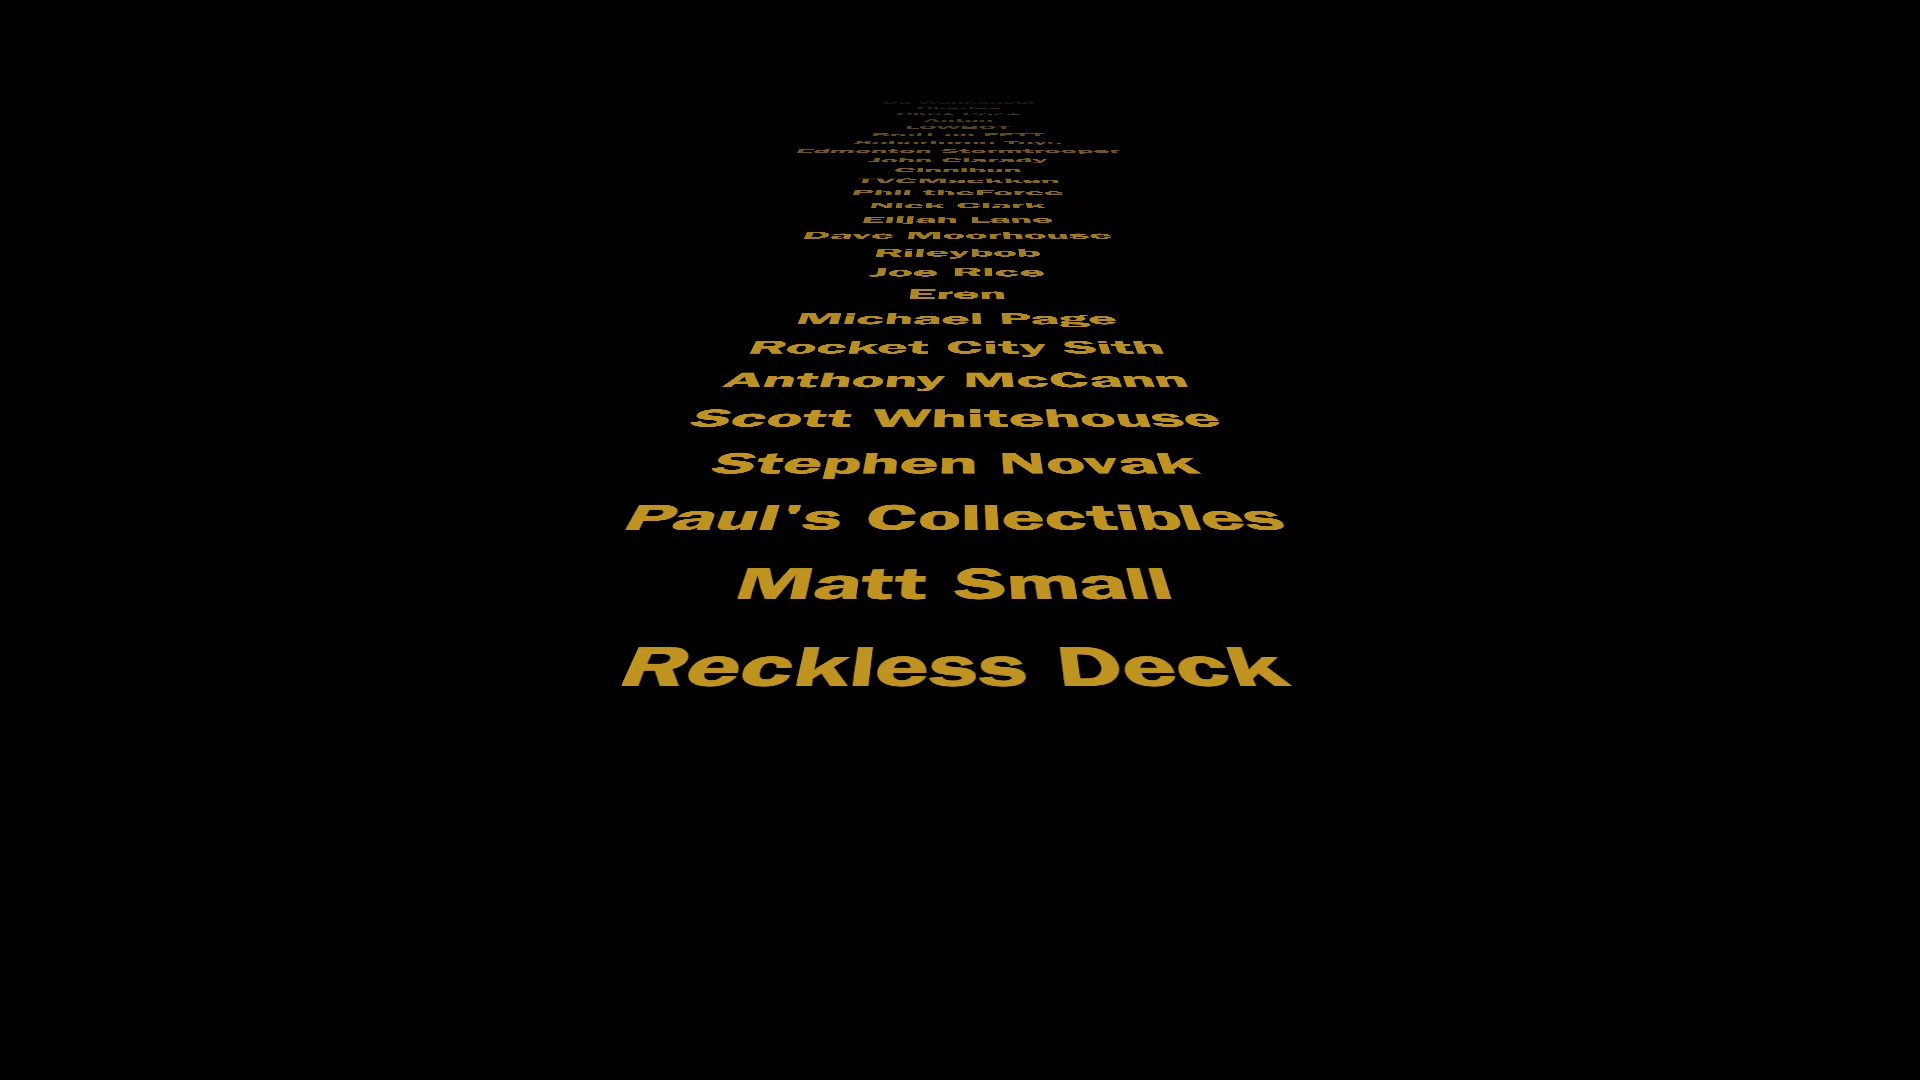 LOWBOT
Edmonton Stormtrooper
John Clarady
Cinnibun
Phil theForce
Nick Clark
Elijah Lane
Dave Moorhouse
Rileybob
Joe Rice
Eren
Michael Page
Rocket City Sith
Anthony McCann
Scott Whitehouse
Stephen Novak
Paul's Collectibles
Matt Small
Reckless Deck